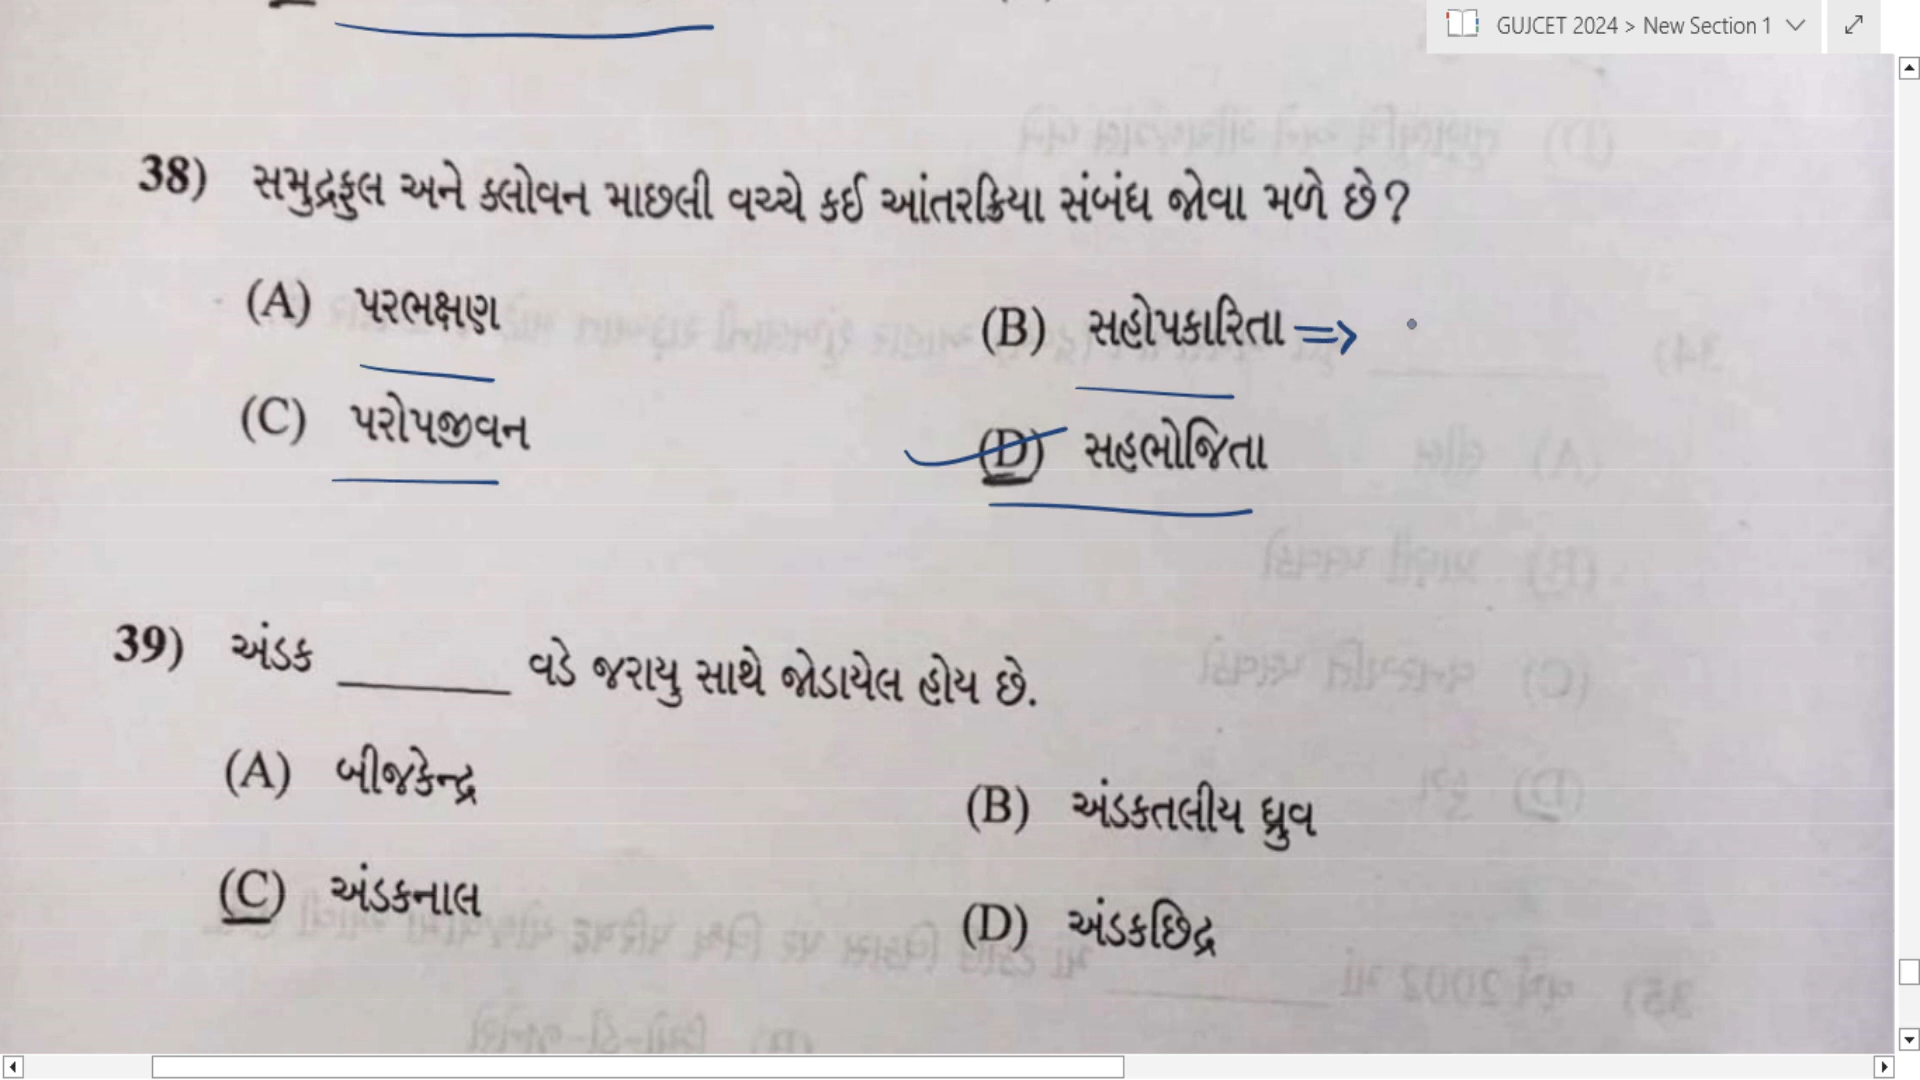 GUJCET 2024 > New Section 1
38) સમુદ્રફુલ અને ક્લોવન માછલી વચ્ચે કઈ આંતરક્રિયા સંબંધ જોવા મળે છે?
(A) પરભક્ષણ
(B) સહોપકારિતા =>
(C) પરોપજીવન
(D) સહભોજિતા
39) અંડક ______ વડે જરાયુ સાથે જોડાયેલ હોય છે.
(A) બીજકેન્દ્ર
(B) અંડકતલીય ધ્રુવ
(C) અંડકનાલ
(D) અંડકછિદ્ર